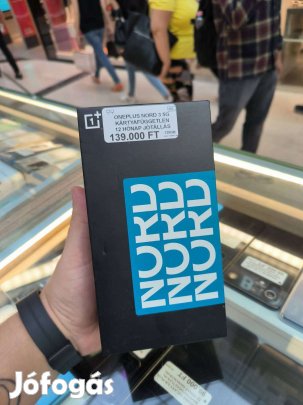 ONEPLUS NORD 3 5G
KÁRTYAFÜGGETLEN
12 HÓNAP JÓTÁLLÁS
139.000 FT
NORD
NORD
NORD
Jófogás